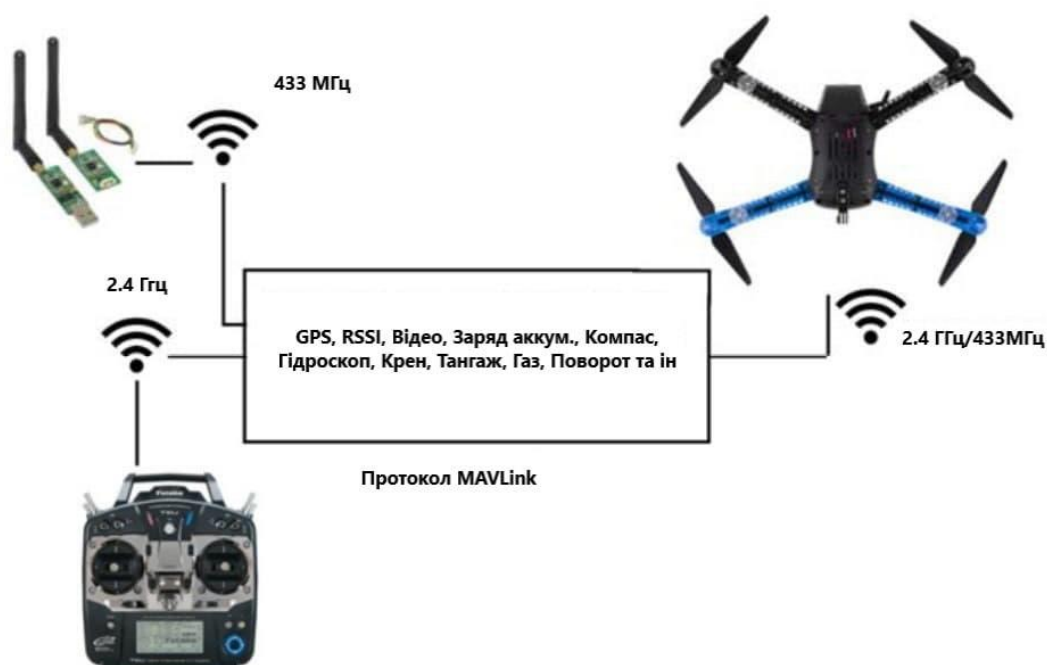 433 МГц
2.4 Ггц
GPS, RSSI, Відео, Заряд аккум., Компас,
Гідроскоп, Крен, Тангаж, Газ, Поворот та ін
2.4 ГГц/433МГц
Протокол MAVLink
Futaba